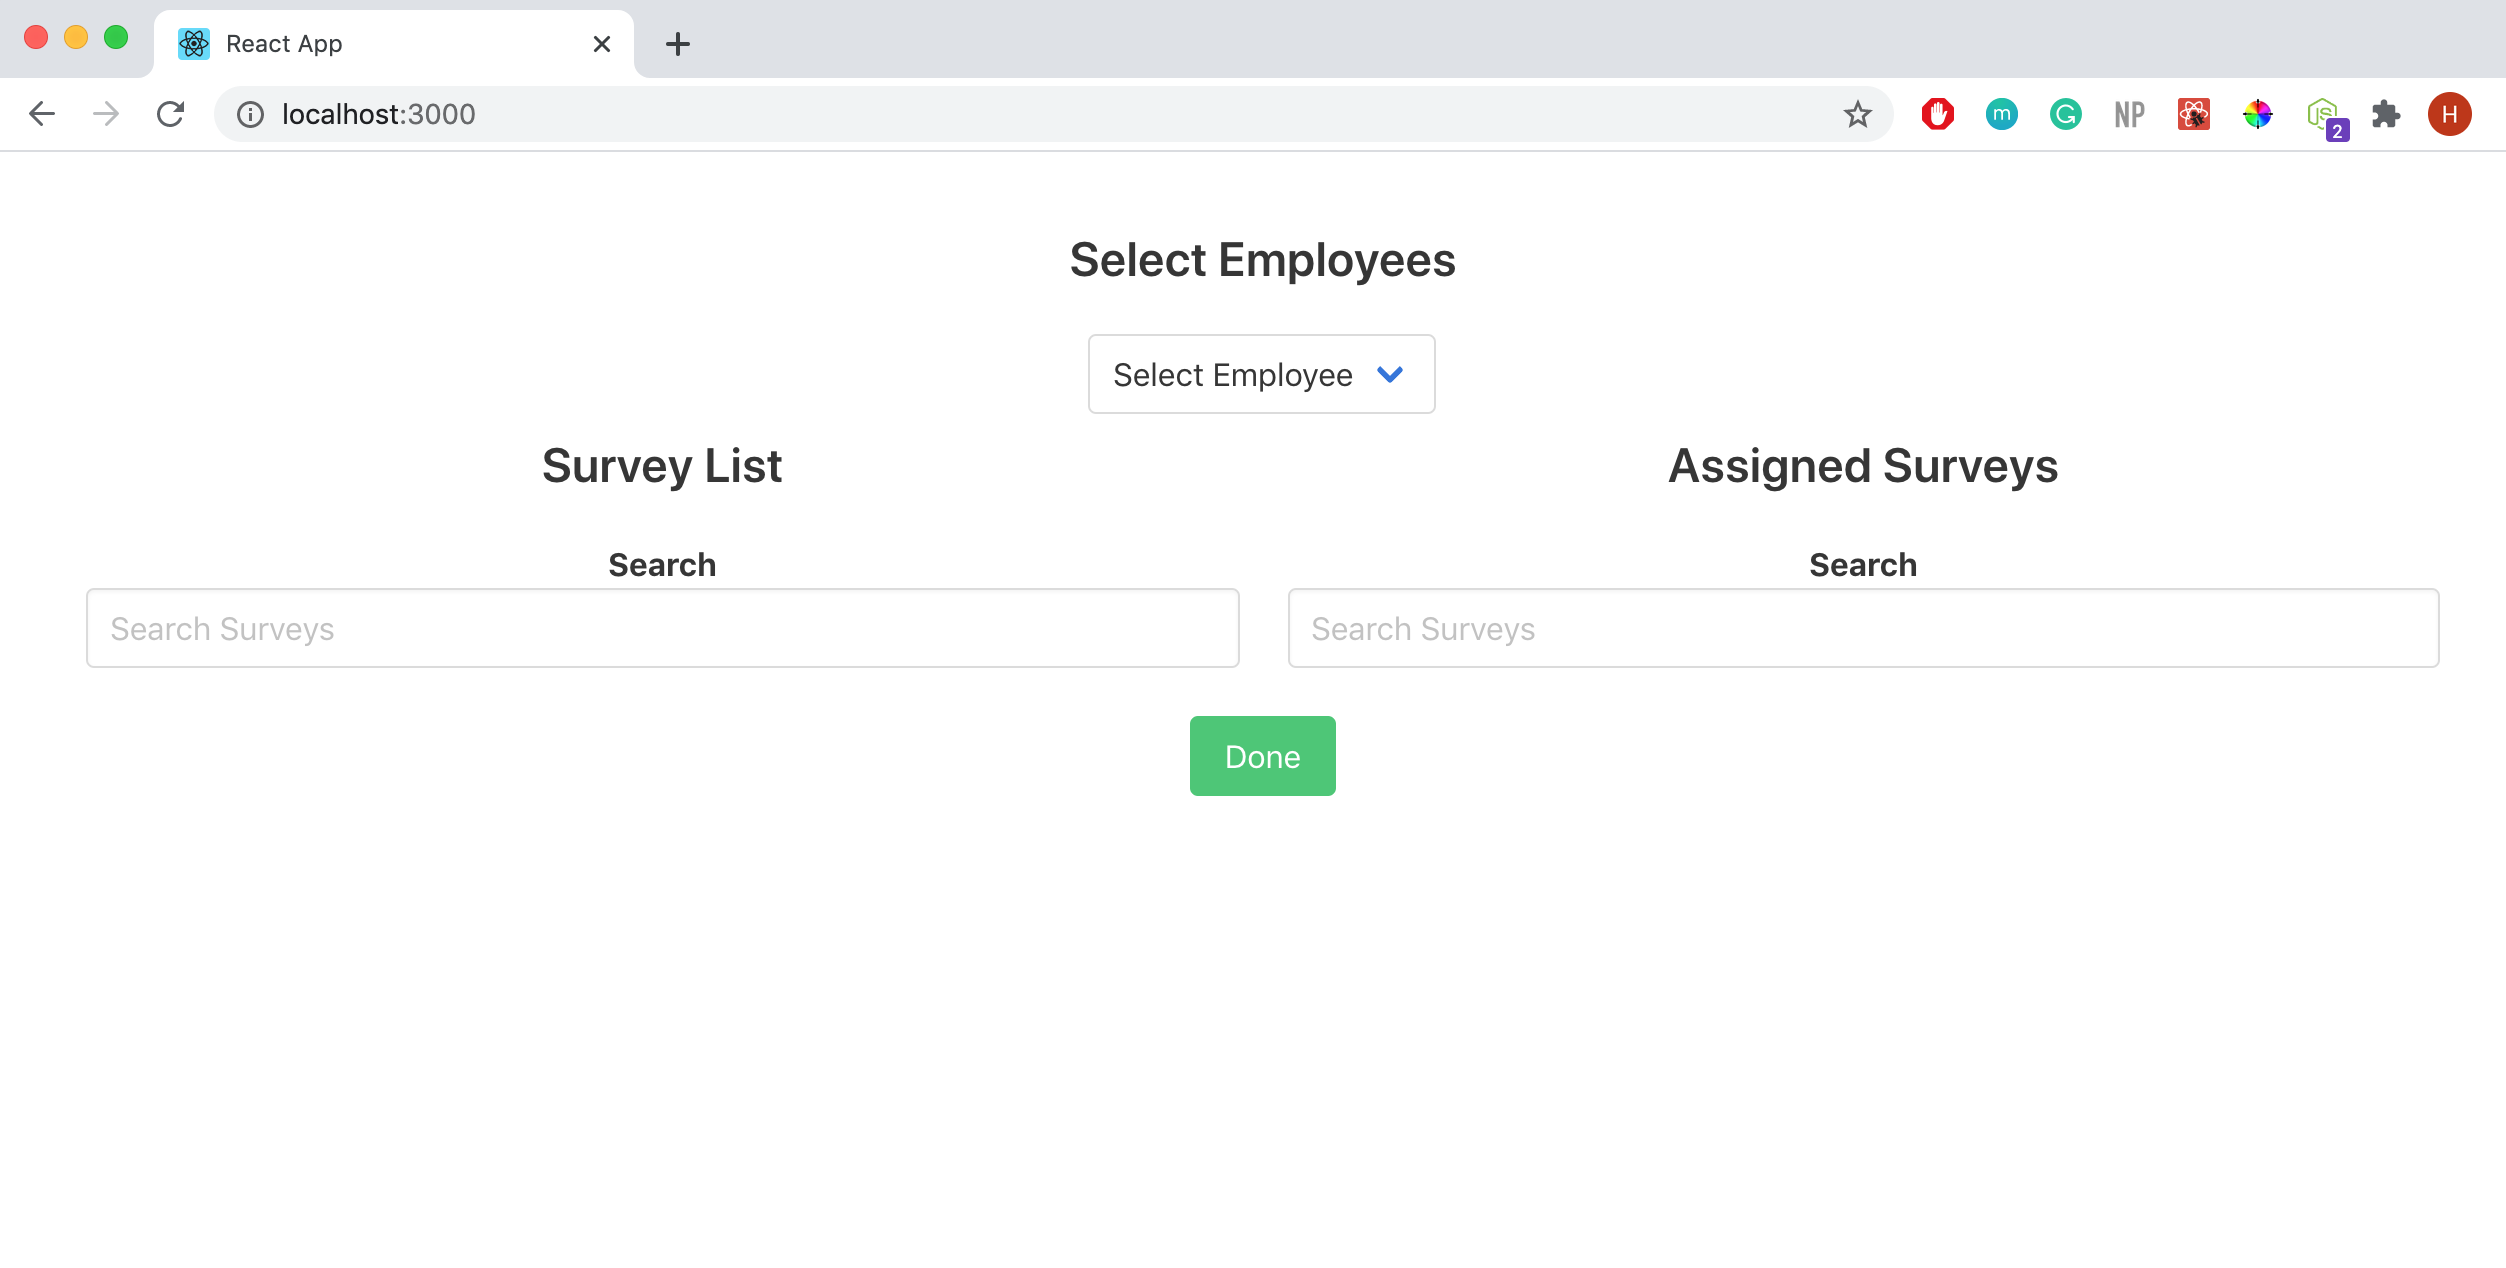 React App
localhost:3000
m
G
NP
JS
2
H
Select Employees
Select Employee
Survey List
Assigned Surveys
Search
Search
Search Surveys
Search Surveys
Done